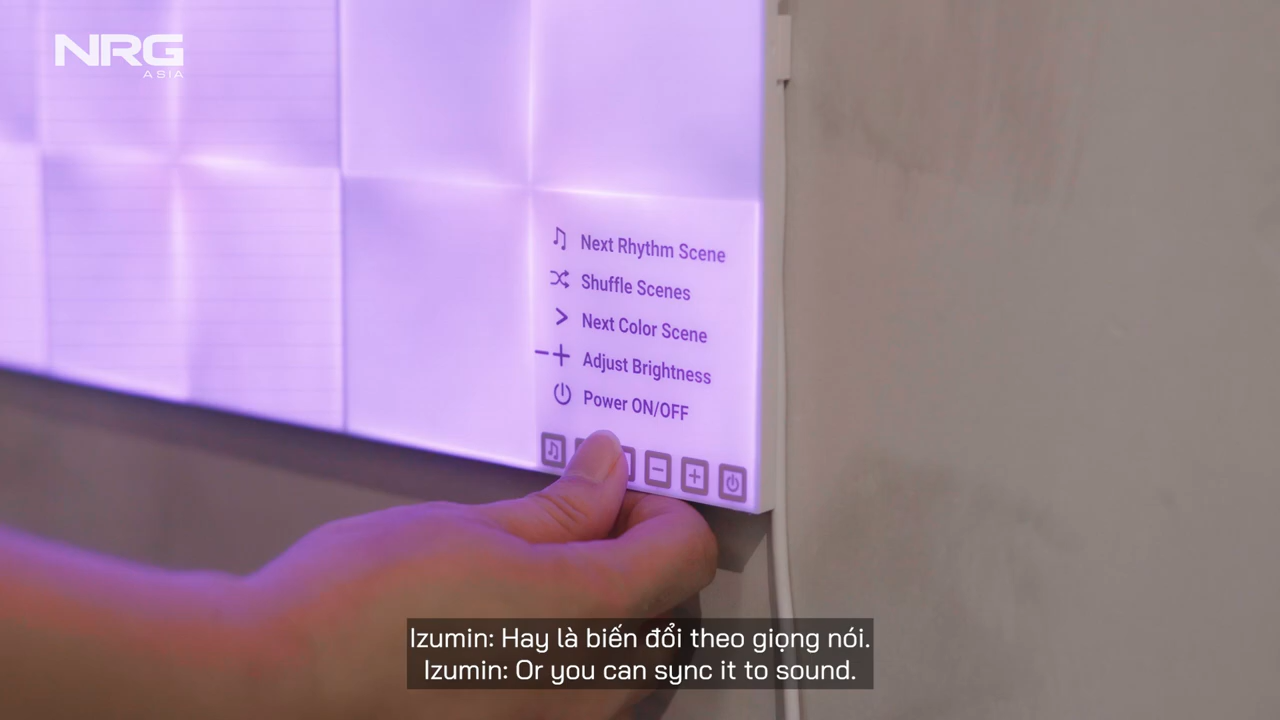 NRG
ASIA
Next Rhythm Scene
Shuffle Scenes
Next Color Scene
Adjust Brightness
Power ON/OFF
Izumin: Hay là biến đổi theo giọng nói.
Izumin: Or you can sync it to sound.